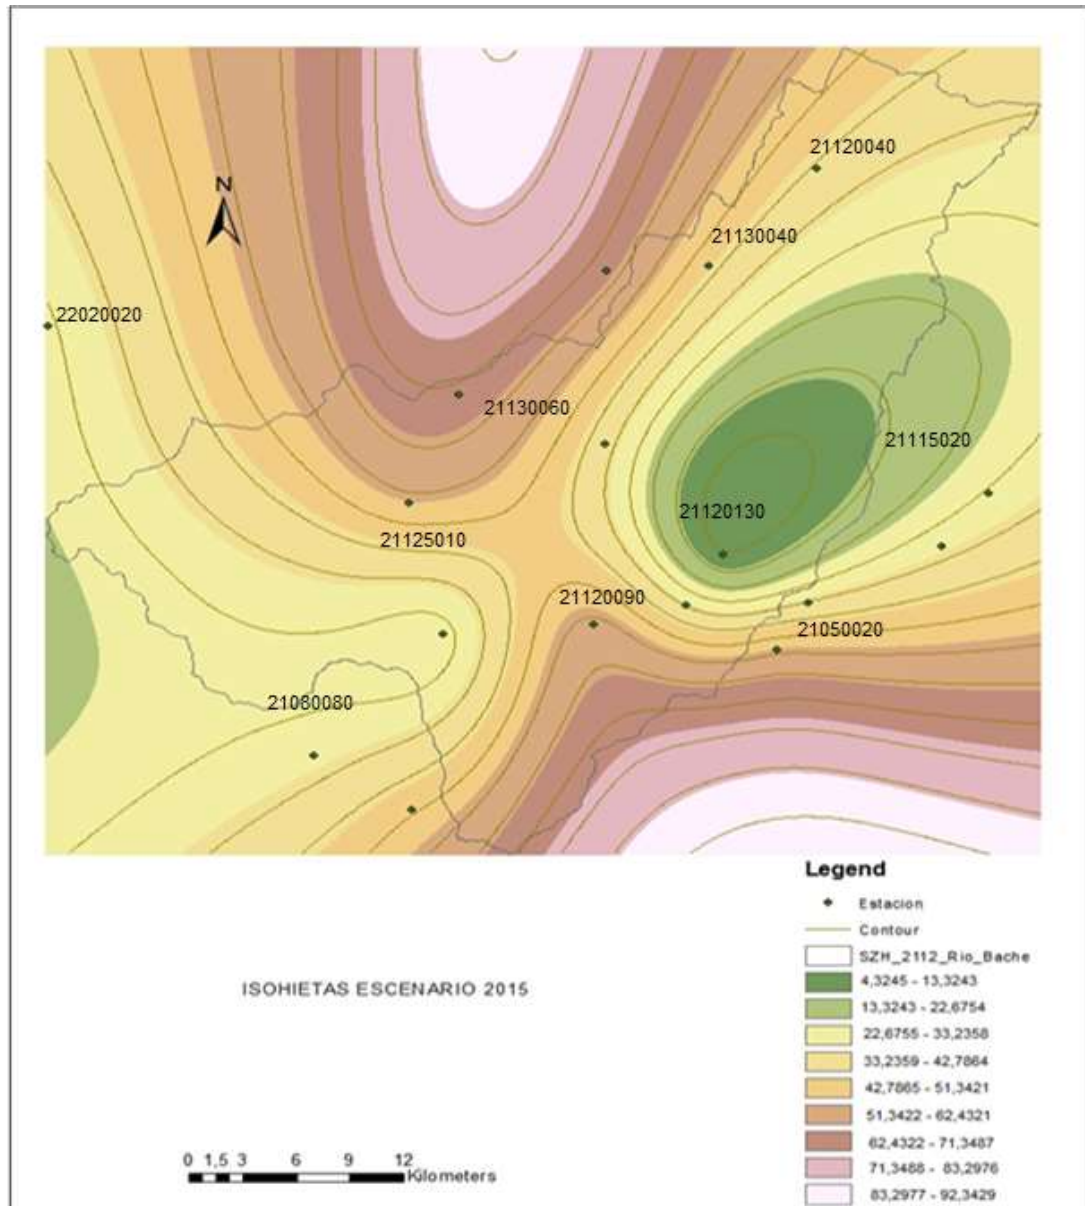 21120040
N
21130040
22020020
21130060
21115020
21120130
21125010
21120090
21050020
21080080
Legend
Estacion
Contour
SZH_2112_Rio_Bache
4,3245 - 13,3243
13,3243 - 22,6754
22,6755 - 33,2358
33,2359 - 42,7864
42,7865 - 51,3421
51,3422 - 62,4321
62,4322 - 71,3487
71,3488 - 83,2976
83,2977 - 92,3429
ISOHIETAS ESCENARIO 2015
0 1,5 3 6 9 12
Kilometers